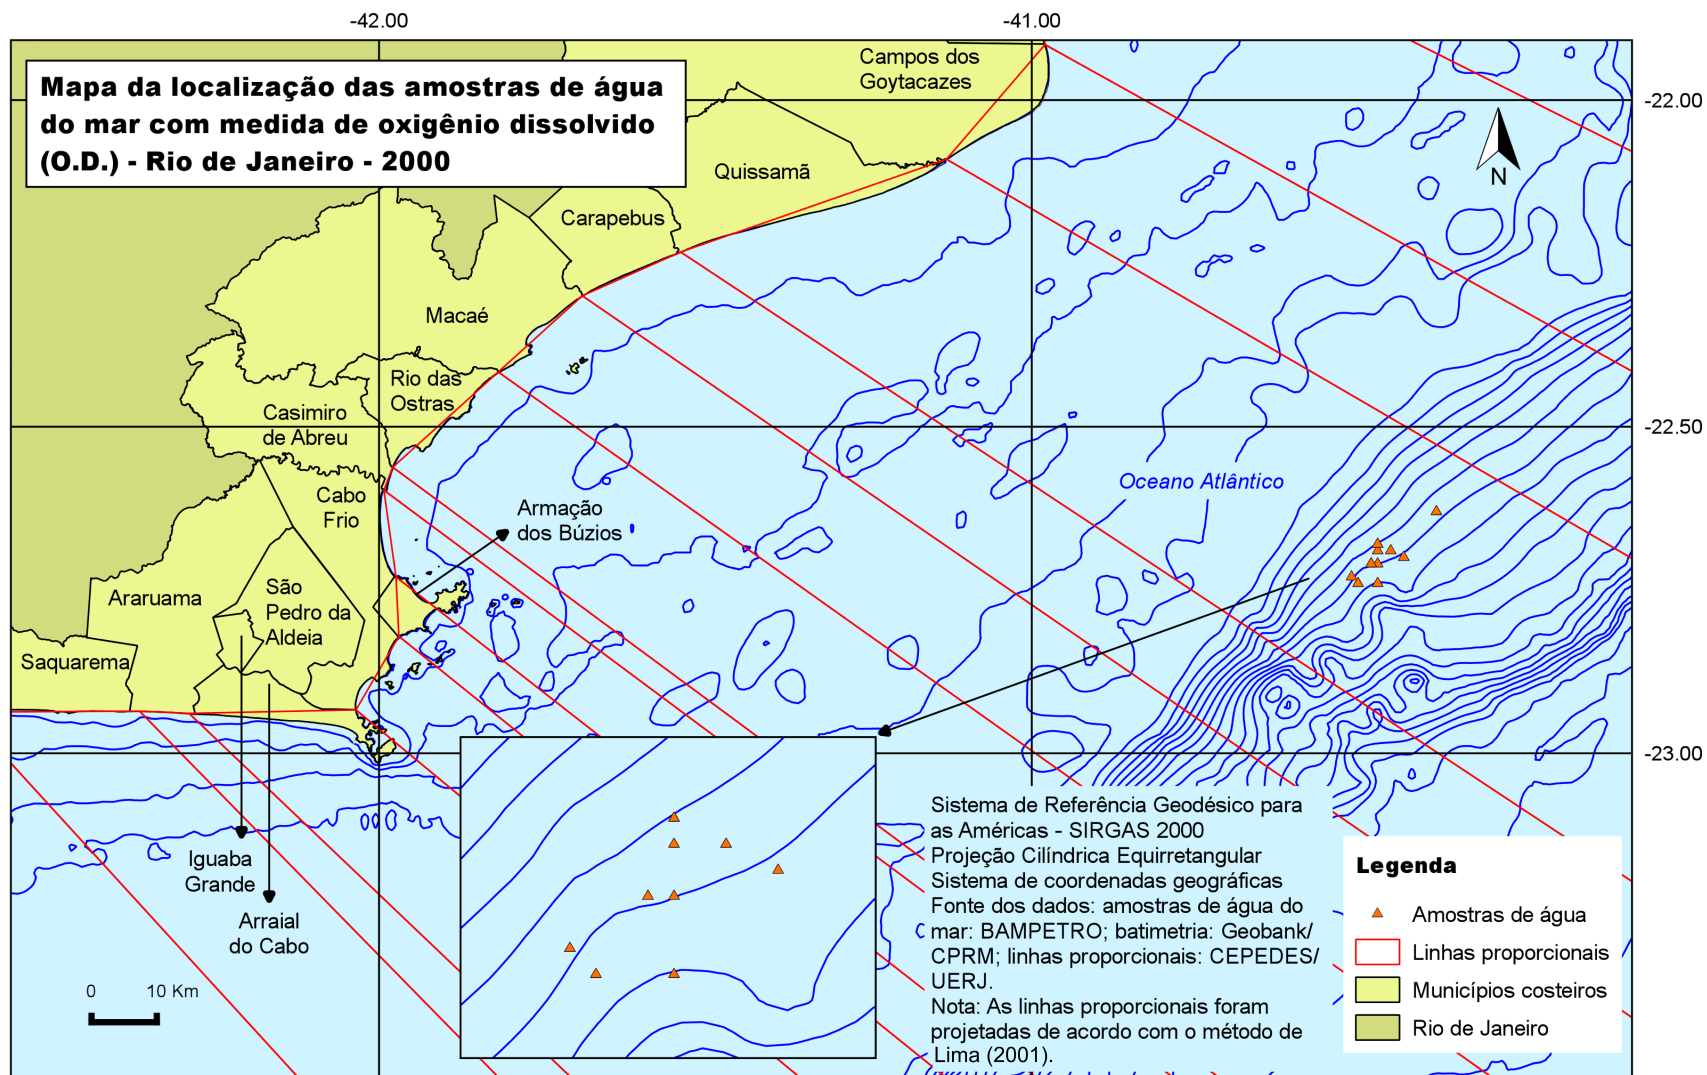 -42.00
-41.00
Mapa da localização das amostras de água
do mar com medida de oxigênio dissolvido
(O.D.) - Rio de Janeiro - 2000
Campos dos
Goytacazes
-22.00
N
Quissamã
Carapebus
Macaé
Rio das
Ostras
Casimiro
de Abreu
-22.50
Oceano Atlântico
Cabo
Frio
Armação
dos Búzios
Araruama
São
Pedro da
Aldeia
Saquarema
-23.00
Iguaba
Grande
Arraial
do Cabo
0 10 Km
Sistema de Referência Geodésico para
as Américas - SIRGAS 2000
Projeção Cilíndrica Equirretangular
Sistema de coordenadas geográficas
Fonte dos dados: amostras de água do
mar: BAMPETRO; batimetria: Geobank/
CPRM; linhas proporcionais: CEPEDES/
UERJ.
Nota: As linhas proporcionais foram
projetadas de acordo com o método de
Lima (2001).
Legenda
Amostras de água
Linhas proporcionais
Municípios costeiros
Rio de Janeiro